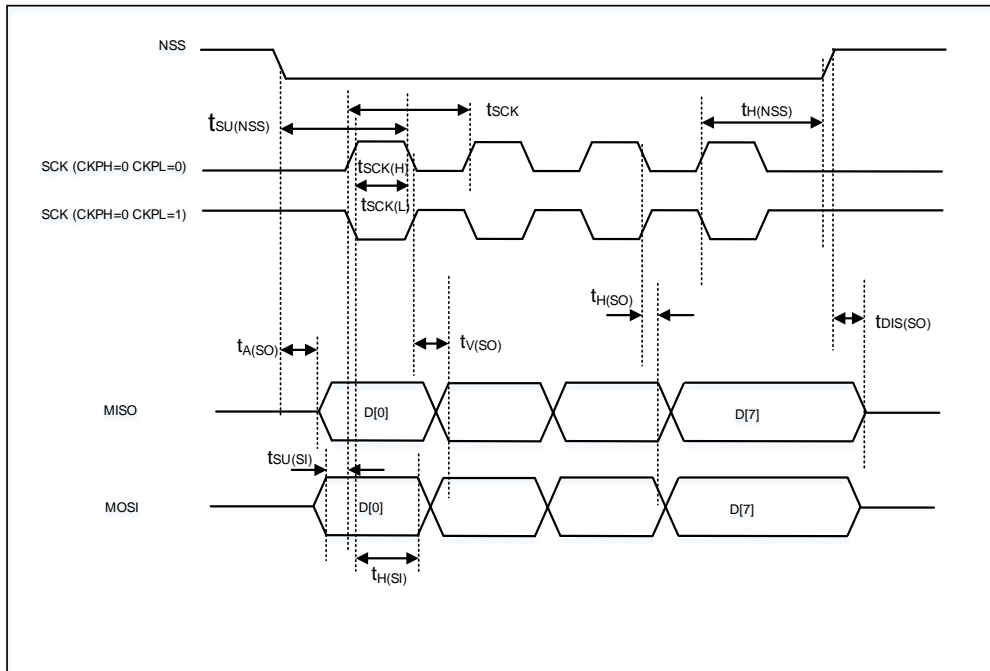 NSS
tSCK
tH(NSS)
tSU(NSS)
SCK (CKPH=0 CKPL=0)
tSCK(H)
tSCK(L)
SCK (CKPH=0 CKPL=1)
tH(SO)
tDIS(SO)
tA(SO)
tV(SO)
MISO
D[0]
D[7]
tSU(SI)
MOSI
D[0]
D[7]
tH(SI)